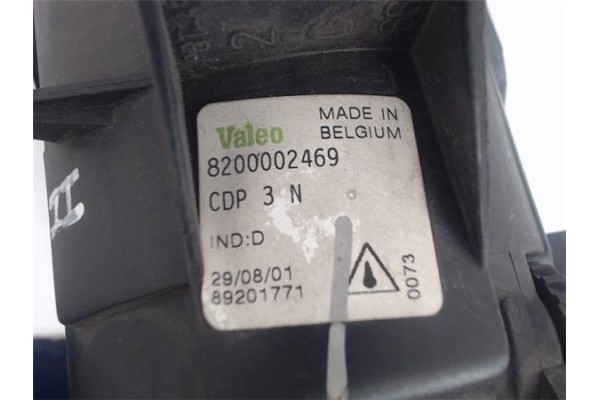 Valeo
MADE IN
BELGIUM
8200002469
CDP 3 N
IND:D
29/08/01
89201771
0073